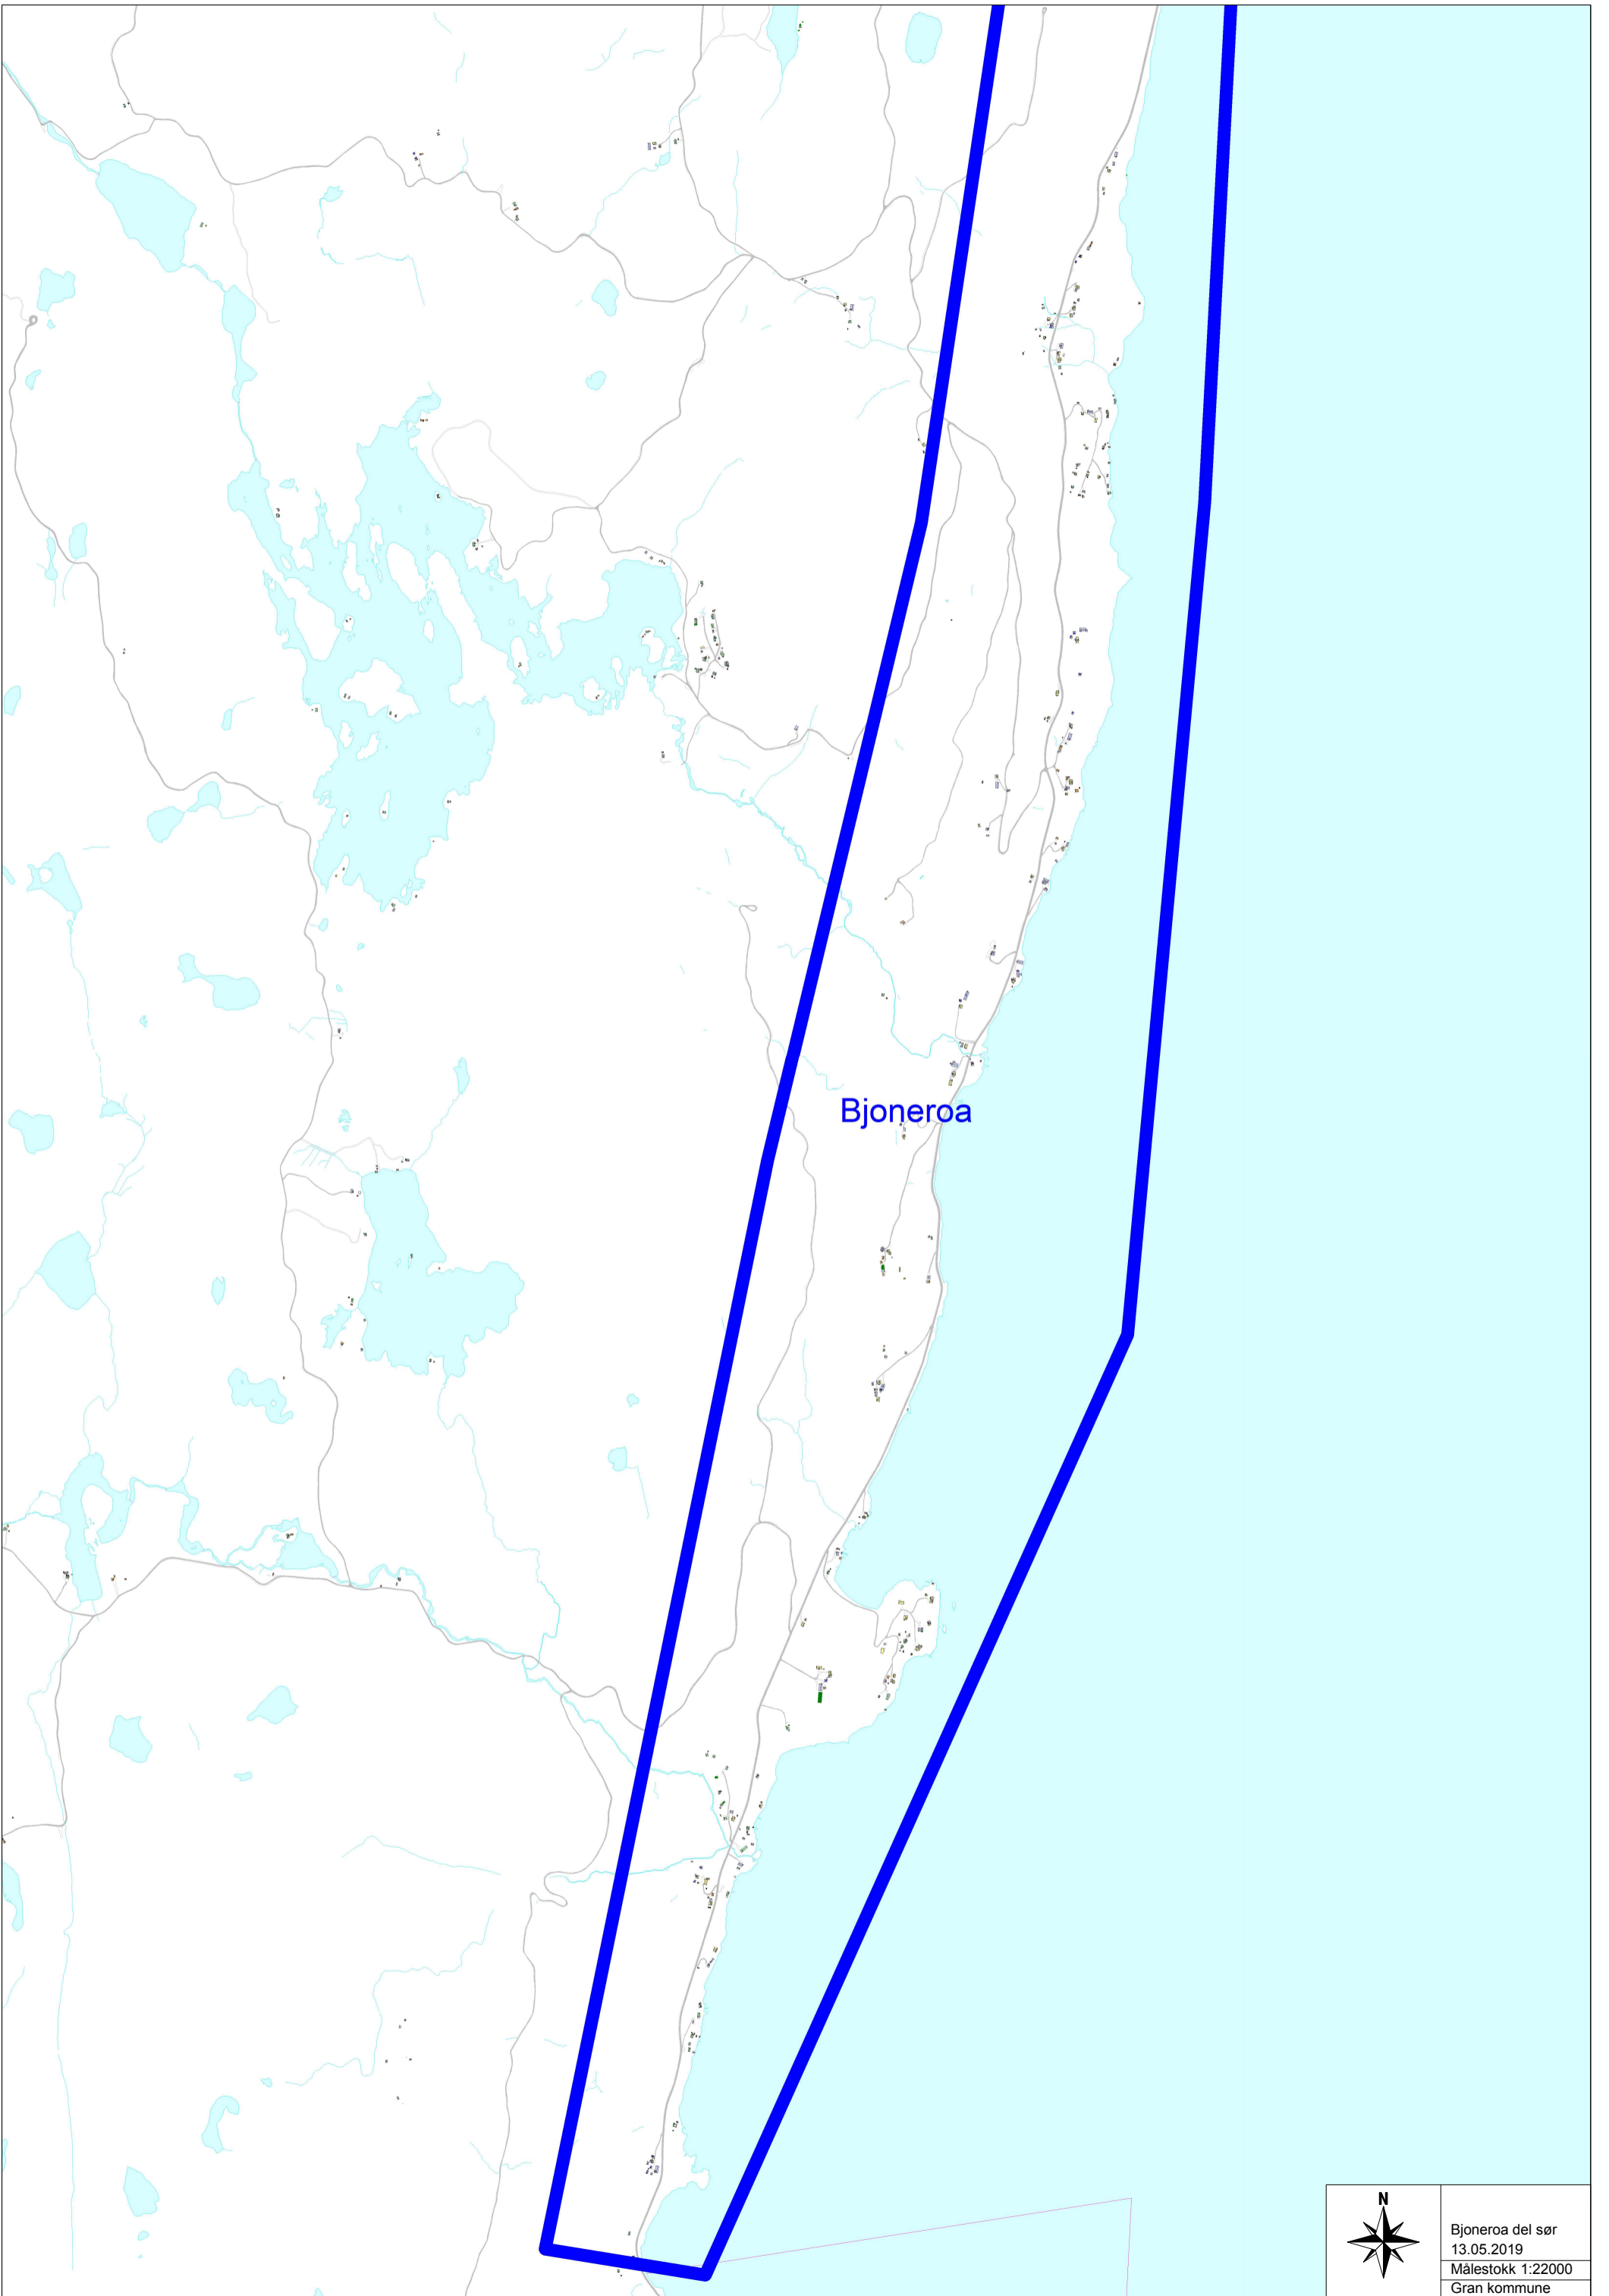 Bjoneroa
N
Bjoneroa del sør
13.05.2019
Målestokk 1:22000
Gran kommune